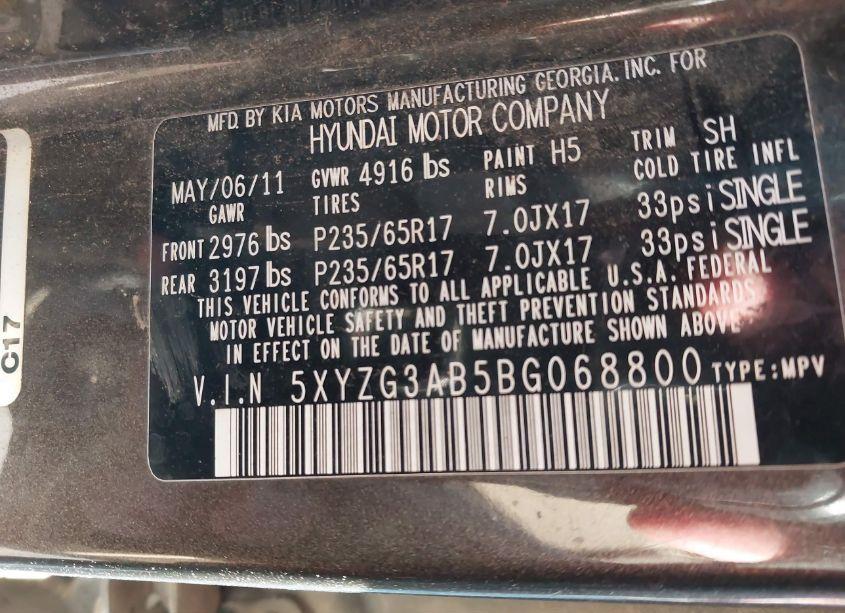 MFD. BY KIA MOTORS MANUFACTURING GEORGIA. INC. FOR
HYUNDAI MOTOR COMPANY
MAY/06/11 GVWR 4916 lbs PAINT H5 TRIM SH
GAWR TIRES RIMS COLD TIRE INFL
FRONT 2976 lbs P235/65R17 7.0JX17 33psi SINGLE
REAR 3197 lbs P235/65R17 7.0JX17 33psi SINGLE
THIS VEHICLE CONFORMS TO ALL APPLICABLE U.S.A. FEDERAL
MOTOR VEHICLE SAFETY AND THEFT PREVENTION STANDARDS
IN EFFECT ON THE DATE OF MANUFACTURE SHOWN ABOVE
V.I.N 5XYZG3AB5BG068800 TYPE:MPV
C17